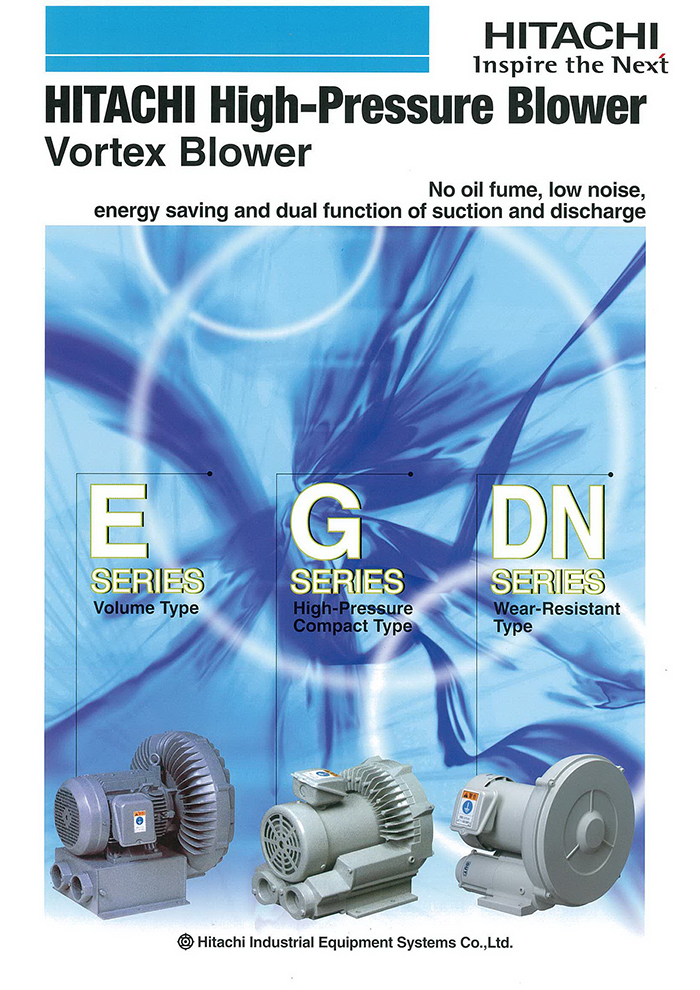 HITACHI
Inspire the Next
HITACHI High-Pressure Blower
Vortex Blower
No oil fume, low noise,
energy saving and dual function of suction and discharge
E
SERIES
Volume Type
G
SERIES
High-Pressure
Compact Type
DN
SERIES
Wear-Resistant
Type
Hitachi Industrial Equipment Systems Co.,Ltd.